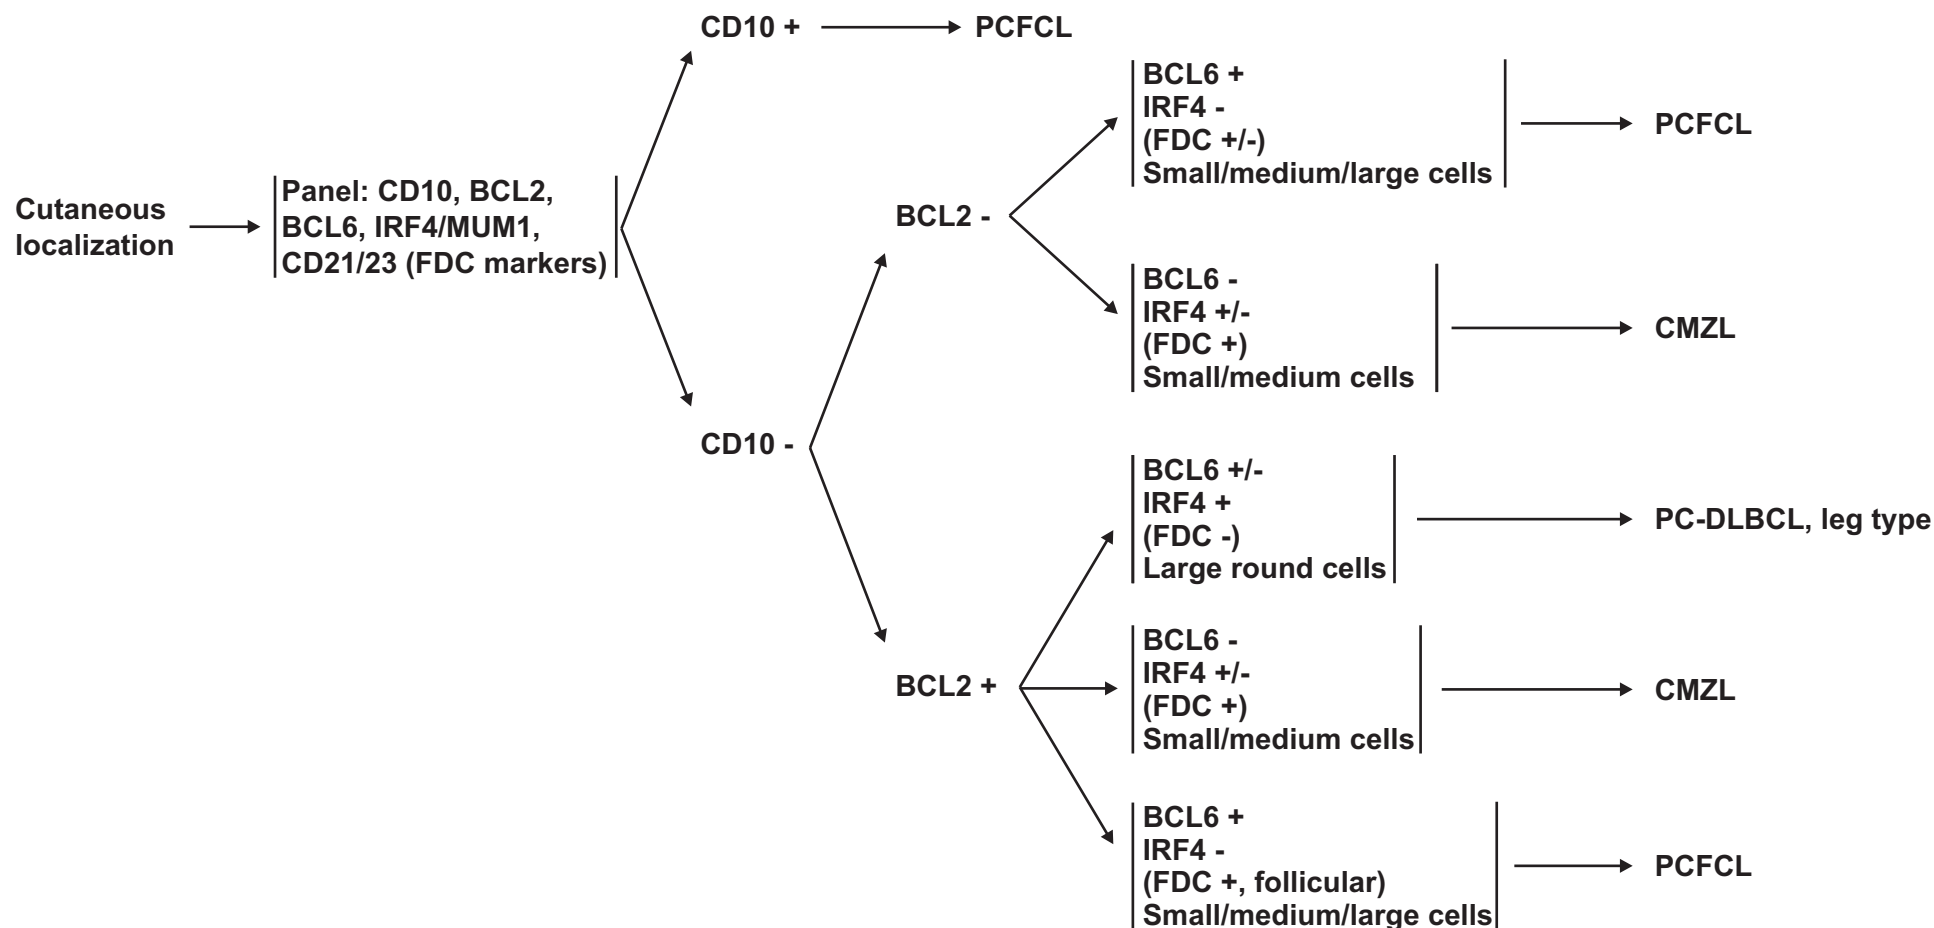 Cutaneous
localization
Panel: CD10, BCL2,
BCL6, IRF4/MUM1,
CD21/23 (FDC markers)
CD10 +
PCFCL
CD10 -
BCL2 -
BCL6 +
IRF4 -
(FDC +/-)
Small/medium/large cells
PCFCL
BCL6 -
IRF4 +/-
(FDC +)
Small/medium cells
CMZL
BCL2 +
BCL6 +/-
IRF4 +
(FDC -)
Large round cells
PC-DLBCL, leg type
BCL6 -
IRF4 +/-
(FDC +)
Small/medium cells
CMZL
BCL6 +
IRF4 -
(FDC +, follicular)
Small/medium/large cells
PCFCL